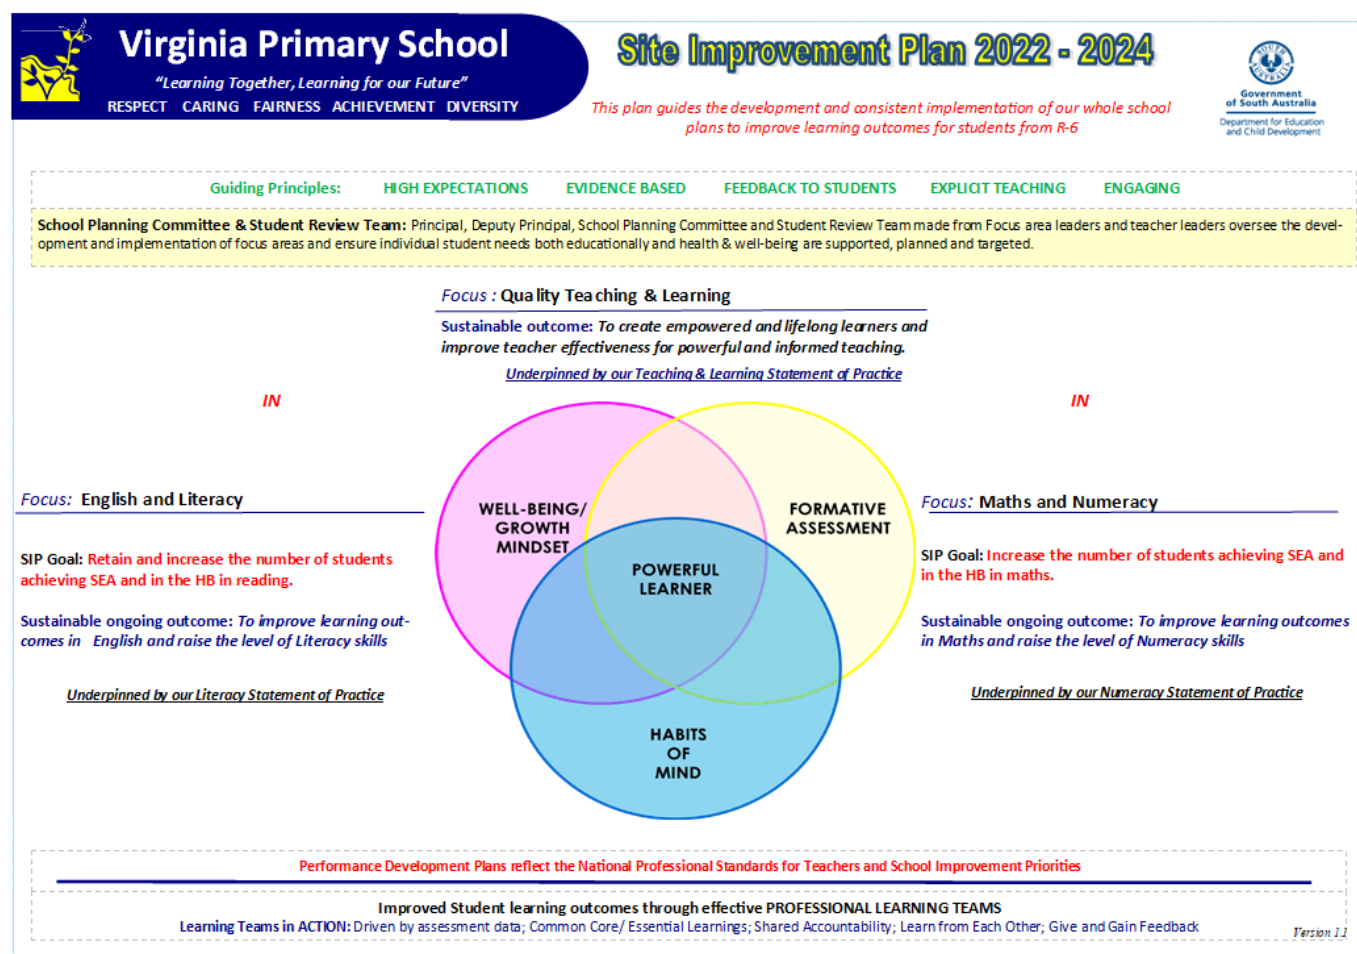 Virginia Primary School
“Learning Together, Learning for our Future”
RESPECT CARING FAIRNESS ACHIEVEMENT DIVERSITY
Site Improvement Plan 2022 - 2024
This plan guides the development and consistent implementation of our whole school
plans to improve learning outcomes for students from R-6
SOUTH AUSTRALIA
Government
of South Australia
Department for Education
and Child Development
Guiding Principles: HIGH EXPECTATIONS EVIDENCE BASED FEEDBACK TO STUDENTS EXPLICIT TEACHING ENGAGING
School Planning Committee & Student Review Team: Principal, Deputy Principal, School Planning Committee and Student Review Team made from Focus area leaders and teacher leaders oversee the devel-
opment and implementation of focus areas and ensure individual student needs both educationally and health & well-being are supported, planned and targeted.
Focus : Quality Teaching & Learning
Sustainable outcome: To create empowered and lifelong learners and
improve teacher effectiveness for powerful and informed teaching.
Underpinned by our Teaching & Learning Statement of Practice
IN
IN
Focus: English and Literacy
SIP Goal: Retain and increase the number of students
achieving SEA and in the HB in reading.
Sustainable ongoing outcome: To improve learning out-
comes in English and raise the level of Literacy skills
Underpinned by our Literacy Statement of Practice
WELL-BEING/
GROWTH
MINDSET
FORMATIVE
ASSESSMENT
POWERFUL
LEARNER
HABITS
OF
MIND
Focus: Maths and Numeracy
SIP Goal: Increase the number of students achieving SEA and
in the HB in maths.
Sustainable ongoing outcome: To improve learning outcomes
in Maths and raise the level of Numeracy skills
Underpinned by our Numeracy Statement of Practice
Performance Development Plans reflect the National Professional Standards for Teachers and School Improvement Priorities
Improved Student learning outcomes through effective PROFESSIONAL LEARNING TEAMS
Learning Teams in ACTION: Driven by assessment data; Common Core/ Essential Learnings; Shared Accountability; Learn from Each Other; Give and Gain Feedback
Version 1.1